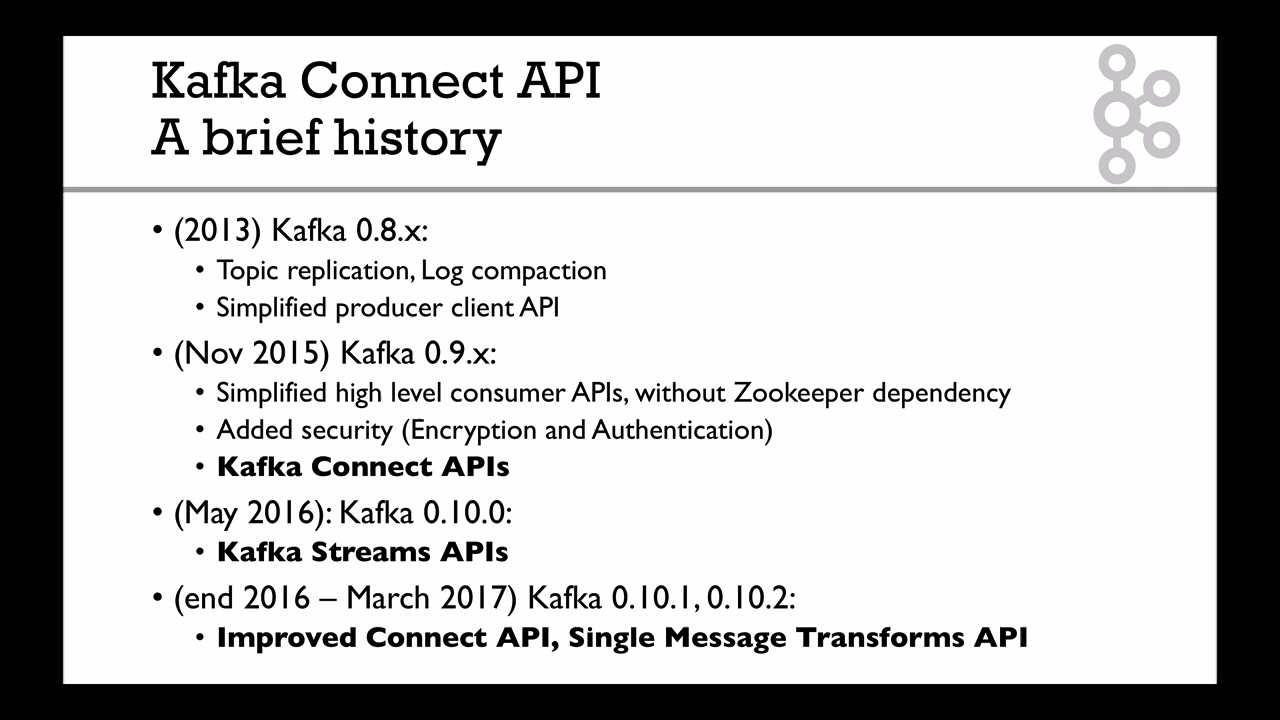 Kafka Connect API
A brief history
• (2013) Kafka 0.8.x:
• Topic replication, Log compaction
• Simplified producer client API
• (Nov 2015) Kafka 0.9.x:
• Simplified high level consumer APIs, without Zookeeper dependency
• Added security (Encryption and Authentication)
• Kafka Connect APIs
• (May 2016): Kafka 0.10.0:
• Kafka Streams APIs
• (end 2016 – March 2017) Kafka 0.10.1, 0.10.2:
• Improved Connect API, Single Message Transforms API